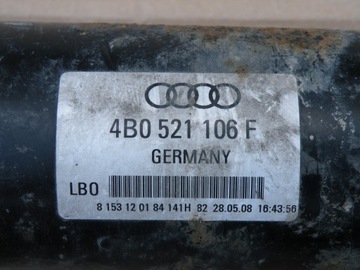 4B0 521 106 F
GERMANY
LBO
8 153 12 01 84 141H 82 28.05.08 16:43:56